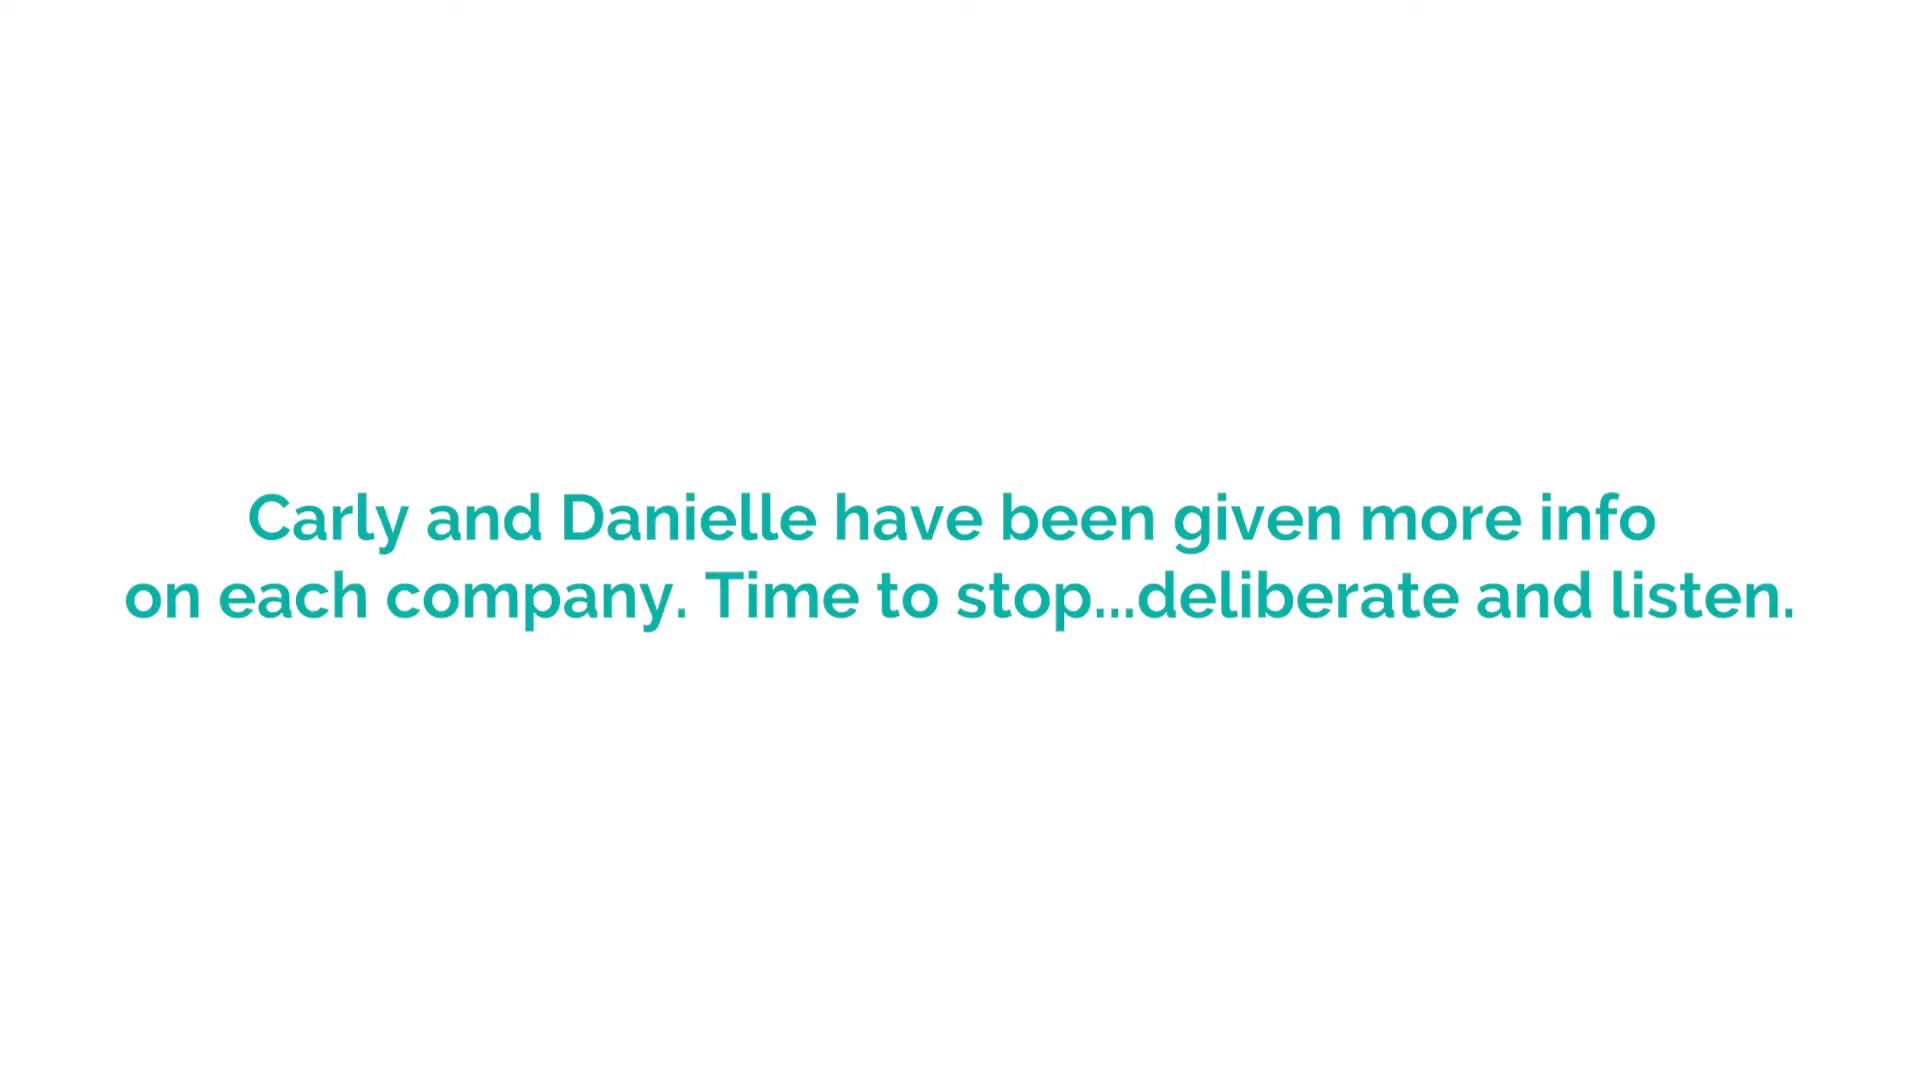 Carly and Danielle have been given more info
on each company. Time to stop...deliberate and listen.